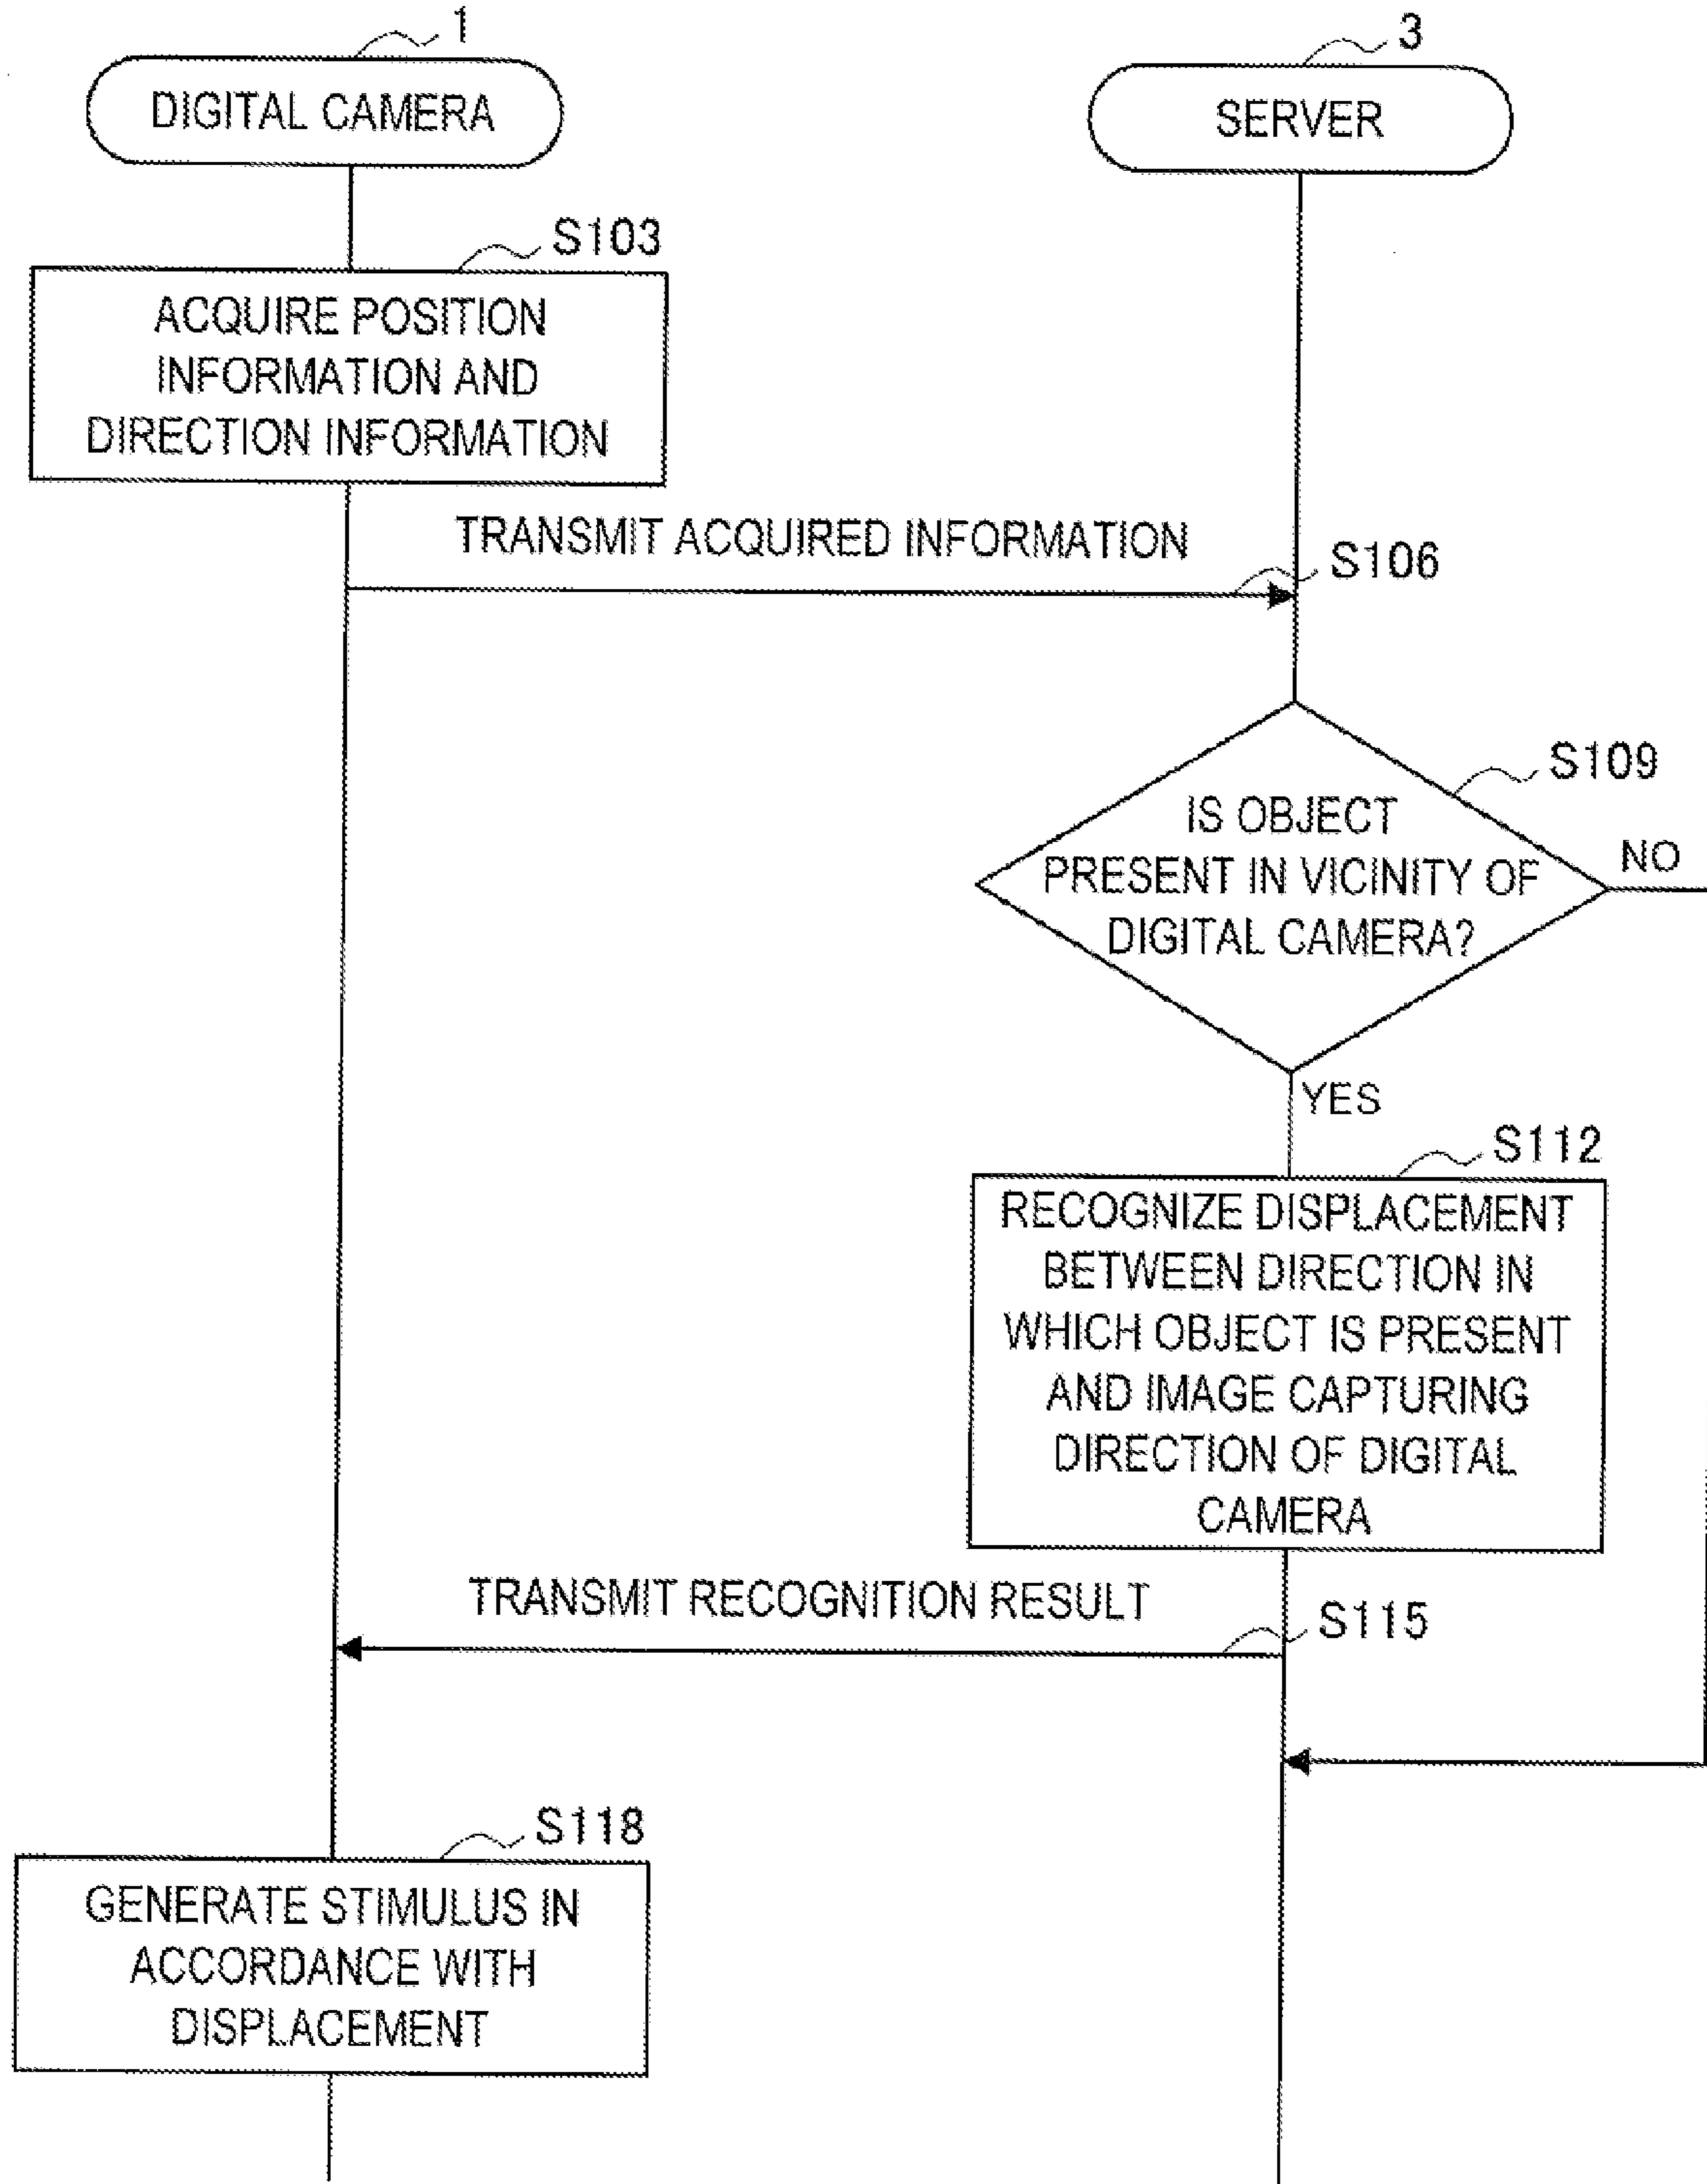 1
3
DIGITAL CAMERA
SERVER
S103
ACQUIRE POSITION
INFORMATION AND
DIRECTION INFORMATION
TRANSMIT ACQUIRED INFORMATION
S106
S109
IS OBJECT
PRESENT IN VICINITY OF
DIGITAL CAMERA?
NO
YES
S112
RECOGNIZE DISPLACEMENT
BETWEEN DIRECTION IN
WHICH OBJECT IS PRESENT
AND IMAGE CAPTURING
DIRECTION OF DIGITAL
CAMERA
TRANSMIT RECOGNITION RESULT
S115
S118
GENERATE STIMULUS IN
ACCORDANCE WITH
DISPLACEMENT